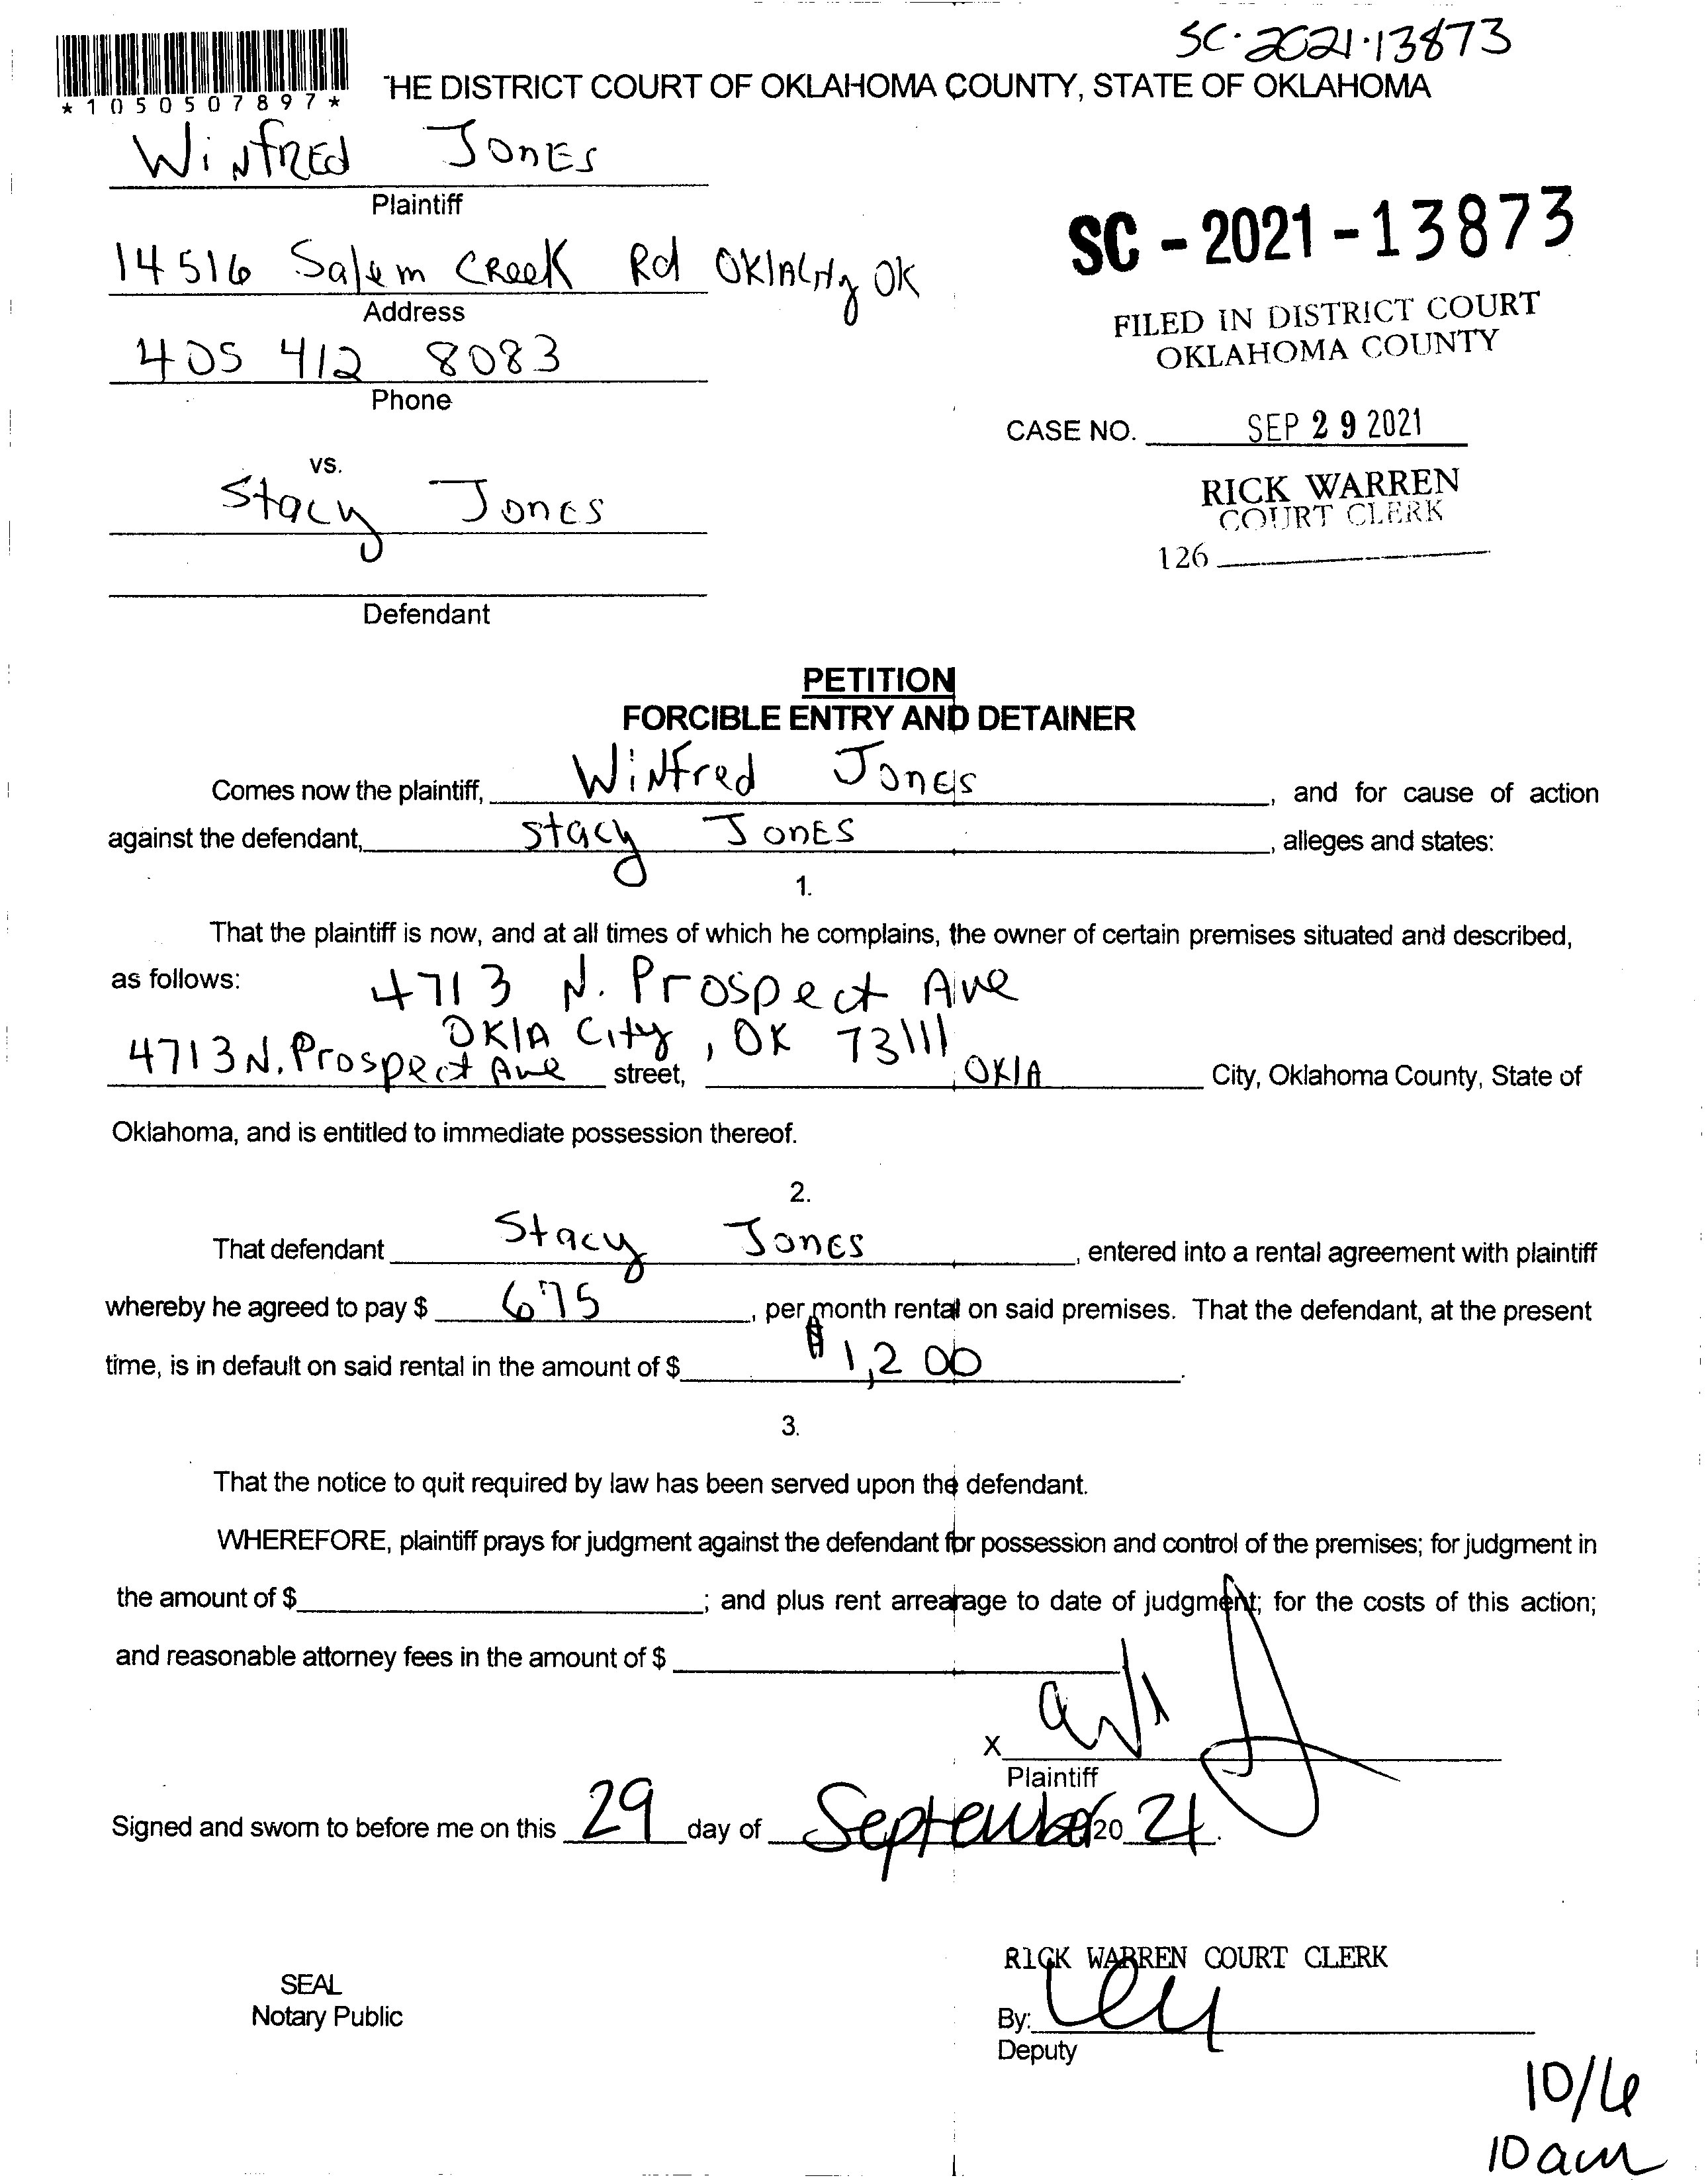 SC-2021-13873
*1050507897*
THE DISTRICT COURT OF OKLAHOMA COUNTY, STATE OF OKLAHOMA
Winfred Jones
Plaintiff
SC-2021-13873
14516 Salem Creek Rd OKlACity OK
Address
FILED IN DISTRICT COURT
OKLAHOMA COUNTY
405 412 8083
Phone
CASE NO. SEP 29 2021
vs.
RICK WARREN
COURT CLERK
Stacy Jones
126
Defendant
PETITION
FORCIBLE ENTRY AND DETAINER
Comes now the plaintiff, Winfred Jones, and for cause of action
against the defendant, Stacy Jones, alleges and states:
1.
That the plaintiff is now, and at all times of which he complains, the owner of certain premises situated and described,
as follows: 4713 N. Prospect Ave
OKlA City, OK 73111
4713 N. Prospect Ave street, OKlA City, Oklahoma County, State of
Oklahoma, and is entitled to immediate possession thereof.
2.
That defendant Stacy Jones, entered into a rental agreement with plaintiff
whereby he agreed to pay $ 675, per month rental on said premises. That the defendant, at the present
time, is in default on said rental in the amount of $ $1,200.
3.
That the notice to quit required by law has been served upon the defendant.
WHEREFORE, plaintiff prays for judgment against the defendant for possession and control of the premises; for judgment in
the amount of $ ; and plus rent arrearage to date of judgment; for the costs of this action;
and reasonable attorney fees in the amount of $
X
Plaintiff
Signed and sworn to before me on this 29 day of September 20 21.
RICK WARREN COURT CLERK
SEAL
Notary Public
By:
Deputy
10/6
10am